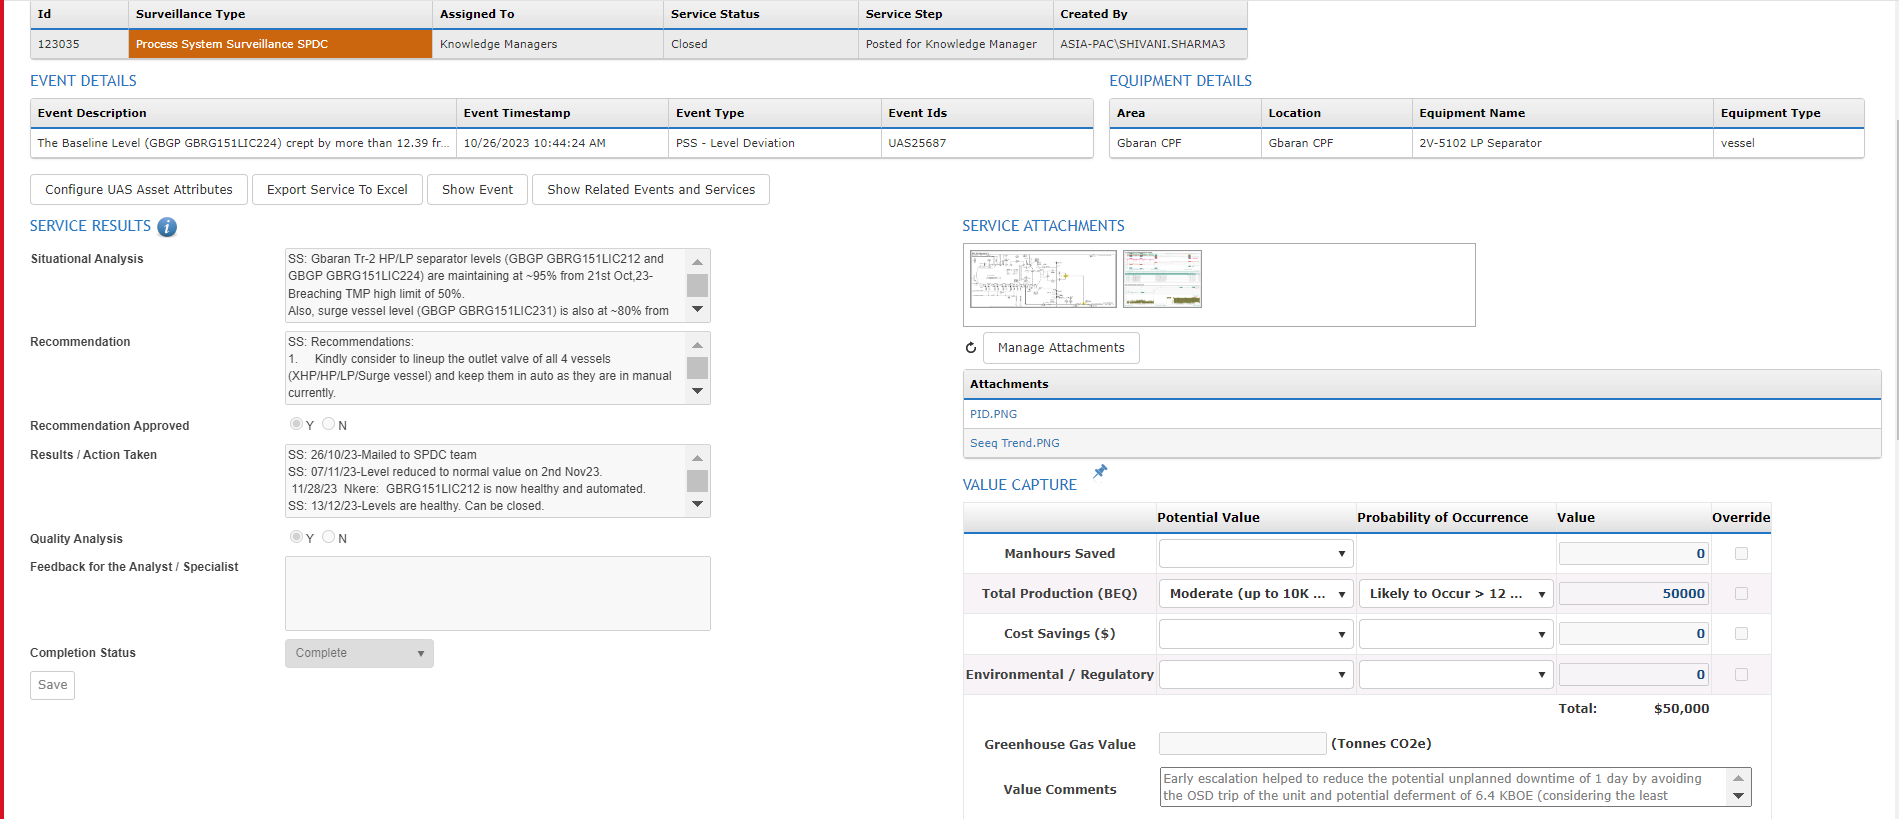 Id Surveillance Type Assigned To Service Status Service Step Created By
123035 Process System Surveillance SPDC Knowledge Managers Closed Posted for Knowledge Manager ASIA-PAC\SHIVANI.SHARMA3
EVENT DETAILS
Event Description Event Timestamp Event Type Event Ids
The Baseline Level (GBGP GBRG151LIC224) crept by more than 12.39 fr... 10/26/2023 10:44:24 AM PSS - Level Deviation UAS25687
EQUIPMENT DETAILS
Area Location Equipment Name Equipment Type
Gbaran CPF Gbaran CPF 2V-5102 LP Separator vessel
Configure UAS Asset Attributes Export Service To Excel Show Event Show Related Events and Services
SERVICE RESULTS
Situational Analysis
SS: Gbaran Tr-2 HP/LP separator levels (GBGP GBRG151LIC212 and
GBGP GBRG151LIC224) are maintaining at ~95% from 21st Oct,23-
Breaching TMP high limit of 50%.
Also, surge vessel level (GBGP GBRG151LIC231) is also at ~80% from
Recommendation
SS: Recommendations:
1. Kindly consider to lineup the outlet valve of all 4 vessels
(XHP/HP/LP/Surge vessel) and keep them in auto as they are in manual
currently.
Recommendation Approved Y N
Results / Action Taken
SS: 26/10/23-Mailed to SPDC team
SS: 07/11/23-Level reduced to normal value on 2nd Nov23.
11/28/23 Nkere: GBRG151LIC212 is now healthy and automated.
SS: 13/12/23-Levels are healthy. Can be closed.
Quality Analysis Y N
Feedback for the Analyst / Specialist
Completion Status Complete
Save
SERVICE ATTACHMENTS
Manage Attachments
Attachments
PID.PNG
Seeq Trend.PNG
VALUE CAPTURE
Potential Value Probability of Occurrence Value Override
Manhours Saved 0
Total Production (BEQ) Moderate (up to 10K ... Likely to Occur > 12 ... 50000
Cost Savings ($) 0
Environmental / Regulatory 0
Total: $50,000
Greenhouse Gas Value (Tonnes CO2e)
Value Comments
Early escalation helped to reduce the potential unplanned downtime of 1 day by avoiding
the OSD trip of the unit and potential deferment of 6.4 KBOE (considering the least